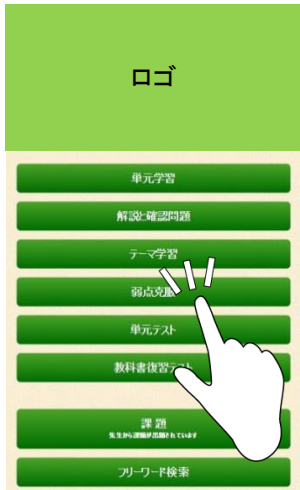 ロゴ
単元学習
解説と確認問題
テーマ学習
弱点克服
単元テスト
教科書復習テスト
課題
先生から課題が出題されています
フリーワード検索